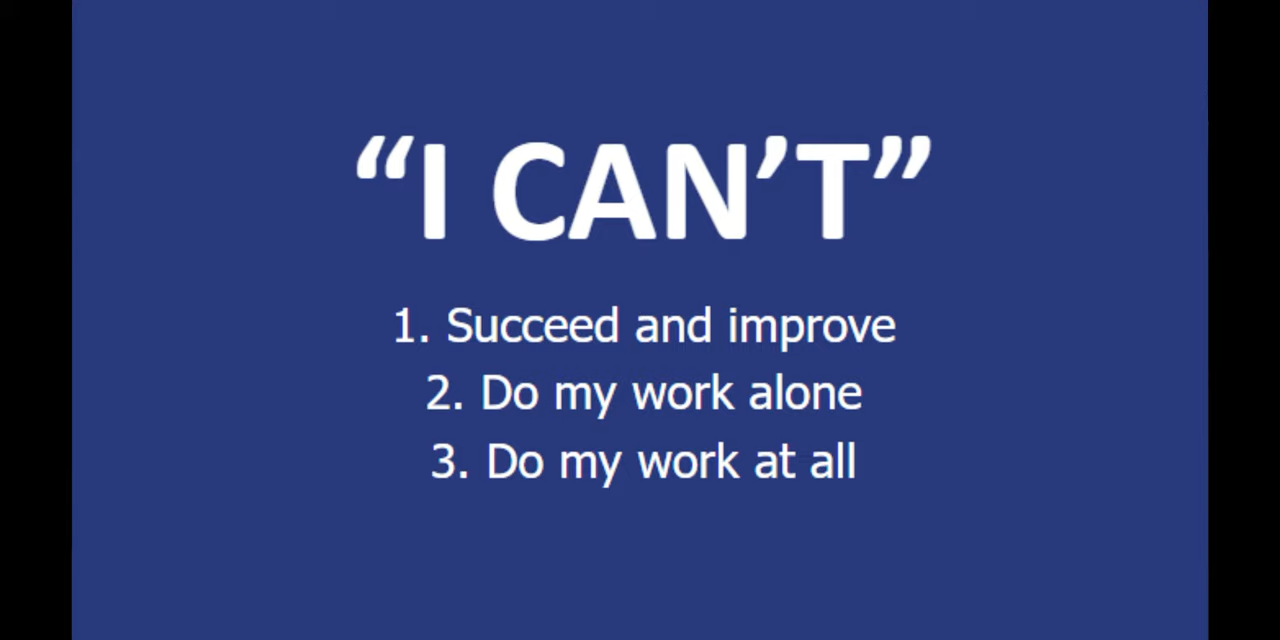 “I CAN’T”
1. Succeed and improve
2. Do my work alone
3. Do my work at all